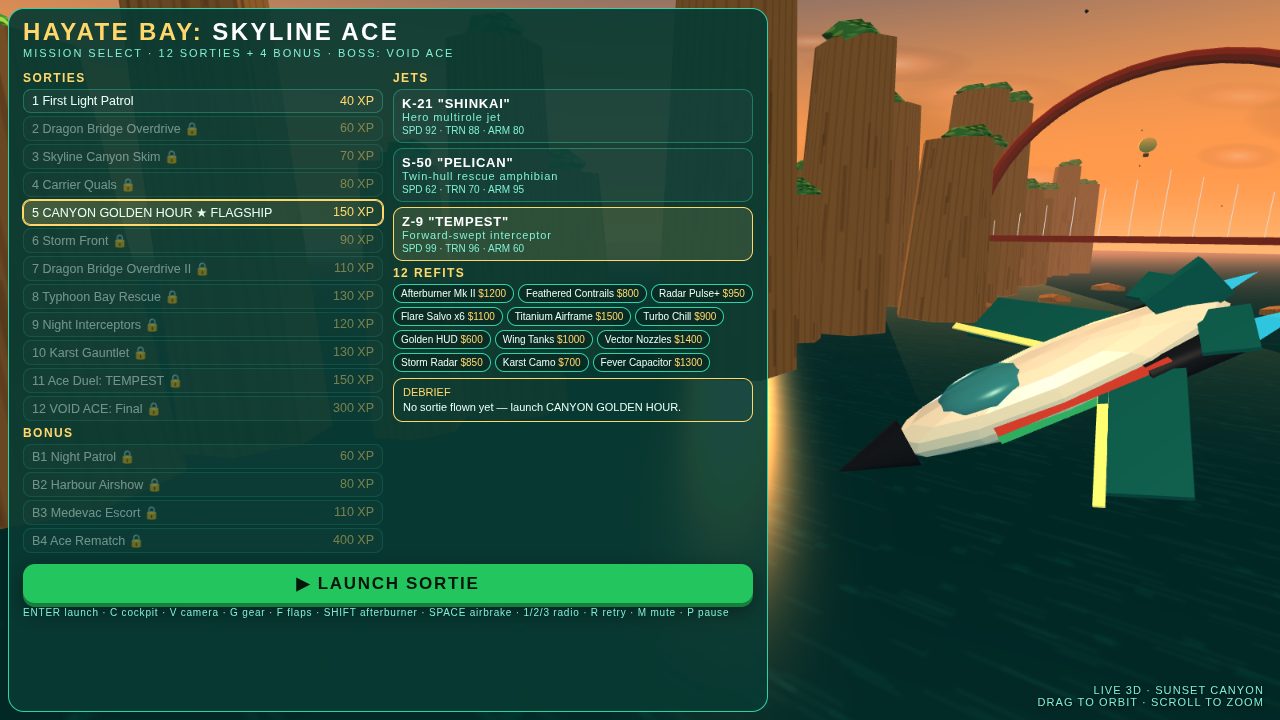 HAYATE BAY: SKYLINE ACE
MISSION SELECT · 12 SORTIES + 4 BONUS · BOSS: VOID ACE
SORTIES
1 First Light Patrol 40 XP
2 Dragon Bridge Overdrive 🔒 60 XP
3 Skyline Canyon Skim 🔒 70 XP
4 Carrier Quals 🔒 80 XP
5 CANYON GOLDEN HOUR ★ FLAGSHIP 150 XP
6 Storm Front 🔒 90 XP
7 Dragon Bridge Overdrive II 🔒 110 XP
8 Typhoon Bay Rescue 🔒 130 XP
9 Night Interceptors 🔒 120 XP
10 Karst Gauntlet 🔒 130 XP
11 Ace Duel: TEMPEST 🔒 150 XP
12 VOID ACE: Final 🔒 300 XP
BONUS
B1 Night Patrol 🔒 60 XP
B2 Harbour Airshow 🔒 80 XP
B3 Medevac Escort 🔒 110 XP
B4 Ace Rematch 🔒 400 XP
JETS
K-21 "SHINKAI"
Hero multirole jet
SPD 92 · TRN 88 · ARM 80
S-50 "PELICAN"
Twin-hull rescue amphibian
SPD 62 · TRN 70 · ARM 95
Z-9 "TEMPEST"
Forward-swept interceptor
SPD 99 · TRN 96 · ARM 60
12 REFITS
Afterburner Mk II $1200 Feathered Contrails $800 Radar Pulse+ $950
Flare Salvo x6 $1100 Titanium Airframe $1500 Turbo Chill $900
Golden HUD $600 Wing Tanks $1000 Vector Nozzles $1400
Storm Radar $850 Karst Camo $700 Fever Capacitor $1300
DEBRIEF
No sortie flown yet — launch CANYON GOLDEN HOUR.
▶ LAUNCH SORTIE
ENTER launch · C cockpit · V camera · G gear · F flaps · SHIFT afterburner · SPACE airbrake · 1/2/3 radio · R retry · M mute · P pause
LIVE 3D · SUNSET CANYON
DRAG TO ORBIT · SCROLL TO ZOOM